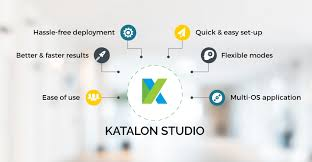 Hassle-free deployment
Quick & easy set-up
Better & faster results
Flexible modes
Ease of use
Multi-OS application
KATALON STUDIO